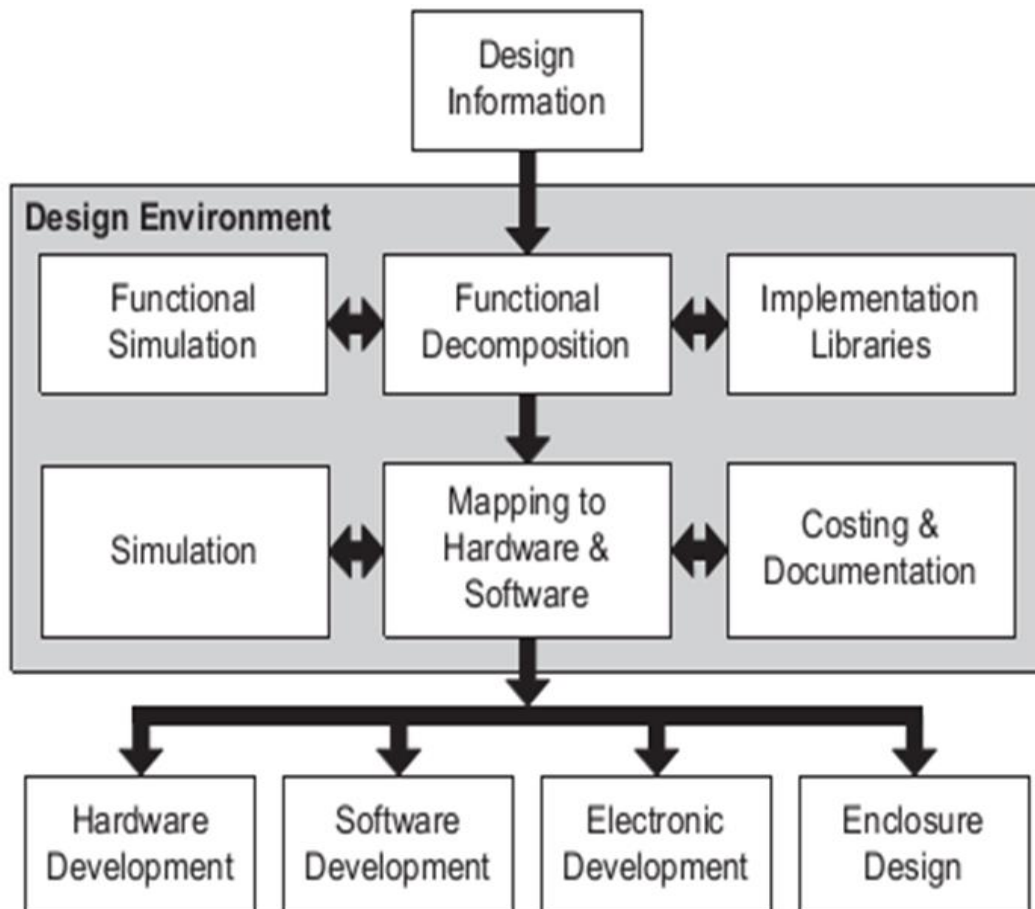 Design
Information
Design Environment
Functional
Simulation
Functional
Decomposition
Implementation
Libraries
Simulation
Mapping to
Hardware &
Software
Costing &
Documentation
Hardware
Development
Software
Development
Electronic
Development
Enclosure
Design